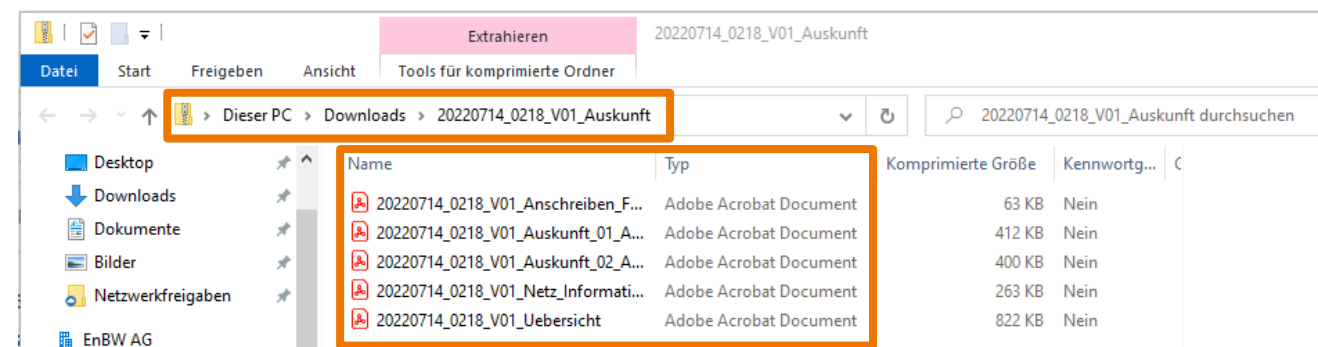 Extrahieren 20220714_0218_V01_Auskunft
Datei Start Freigeben Ansicht Tools für komprimierte Ordner
Dieser PC > Downloads > 20220714_0218_V01_Auskunft 20220714_0218_V01_Auskunft durchsuchen
Desktop
Downloads
Dokumente
Bilder
Netzwerkfreigaben
EnBW AG
Name Typ Komprimierte Größe Kennwortg...
20220714_0218_V01_Anschreiben_F... Adobe Acrobat Document 63 KB Nein
20220714_0218_V01_Auskunft_01_A... Adobe Acrobat Document 412 KB Nein
20220714_0218_V01_Auskunft_02_A... Adobe Acrobat Document 400 KB Nein
20220714_0218_V01_Netz_Informati... Adobe Acrobat Document 263 KB Nein
20220714_0218_V01_Uebersicht Adobe Acrobat Document 822 KB Nein